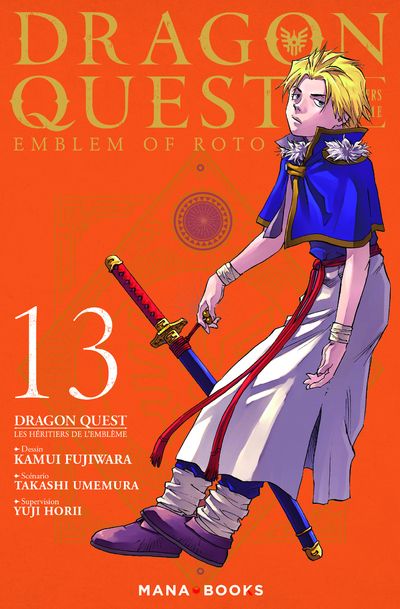 DRAGON
QUEST
EMBLEM OF ROTO
13
DRAGON QUEST
LES HÉRITIERS DE L'EMBLÈME
Dessin
KAMUI FUJIWARA
Scénario
TAKASHI UMEMURA
Supervision
YUJI HORII
MANA BOOKS